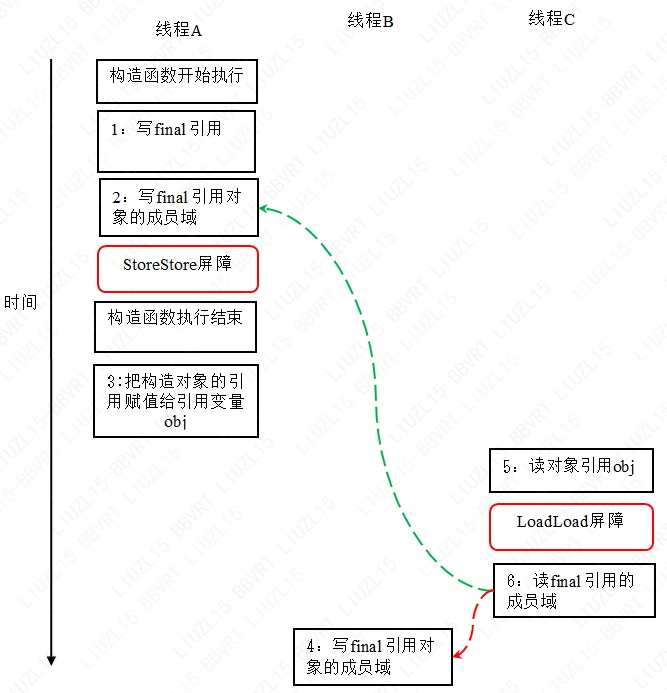 线程A
线程B
线程C
构造函数开始执行
1：写final引用
2：写final引用对
象的成员域
StoreStore屏障
构造函数执行结束
3:把构造对象的引
用赋值给引用变量
obj
时间
5：读对象引用obj
LoadLoad屏障
6：读final引用的
成员域
4：写final引用对
象的成员域
LIUZL15-BBVRT